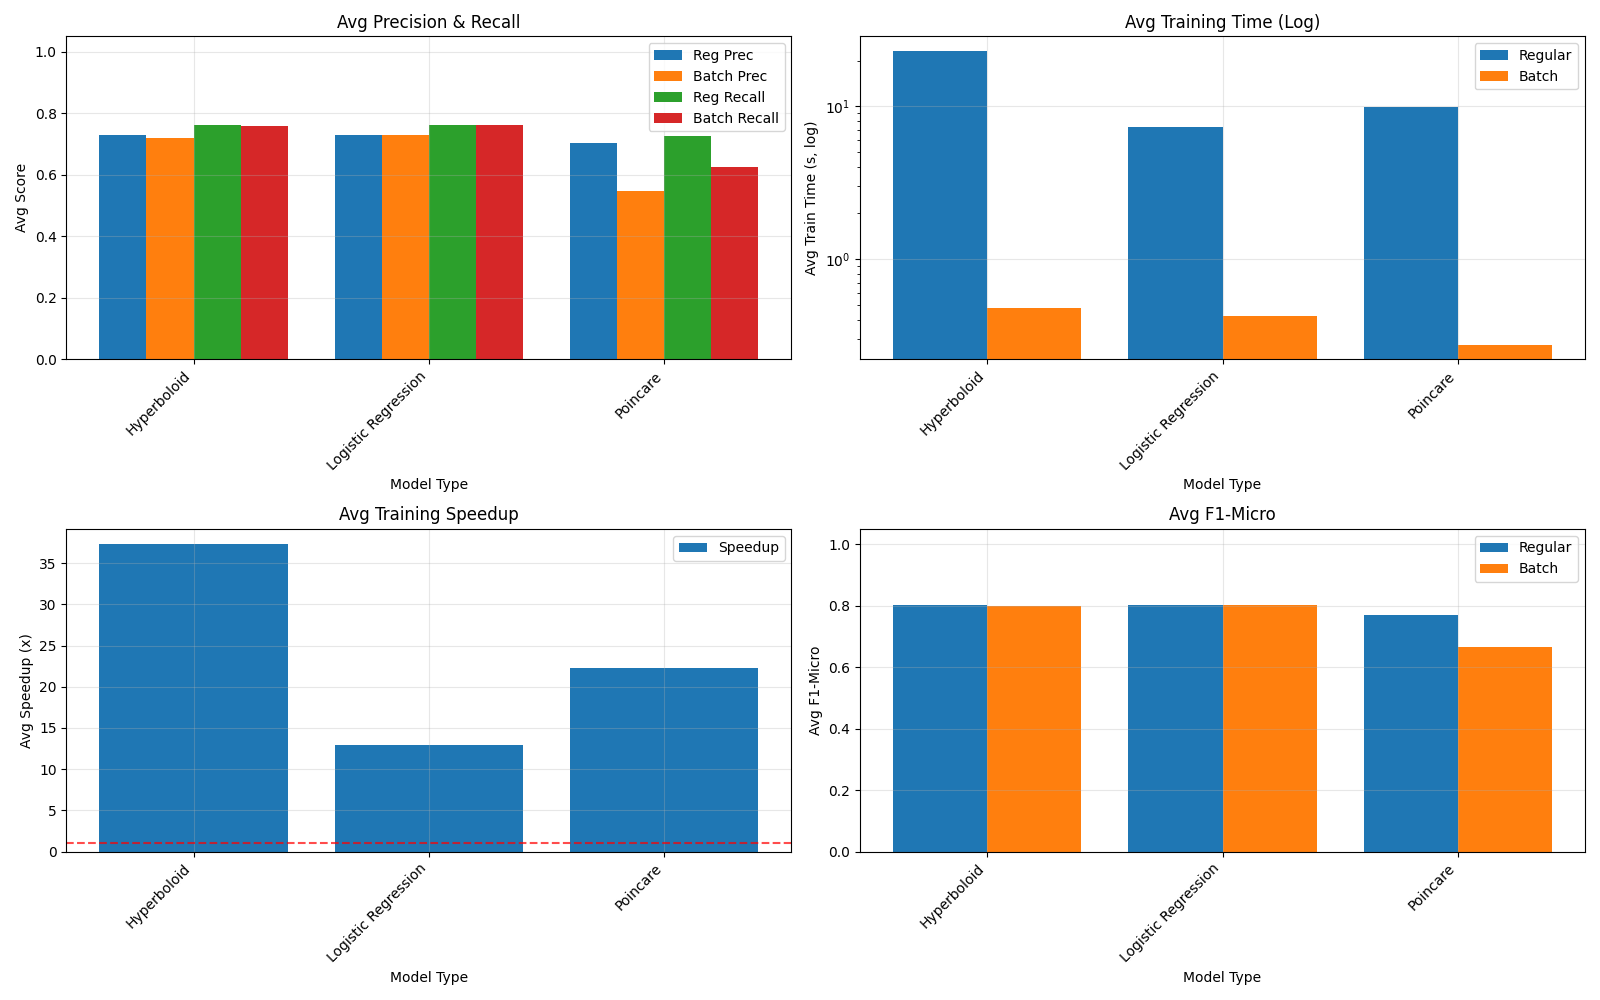 Avg Precision & Recall
Avg Score
1.0
0.8
0.6
0.4
0.2
0.0
Reg Prec
Batch Prec
Reg Recall
Batch Recall
Hyperboloid
Logistic Regression
Poincare
Model Type
Avg Training Time (Log)
Avg Train Time (s, log)
10¹
10⁰
Regular
Batch
Hyperboloid
Logistic Regression
Poincare
Model Type
Avg Training Speedup
Avg Speedup (x)
35
30
25
20
15
10
5
0
Speedup
Hyperboloid
Logistic Regression
Poincare
Model Type
Avg F1-Micro
Avg F1-Micro
1.0
0.8
0.6
0.4
0.2
0.0
Regular
Batch
Hyperboloid
Logistic Regression
Poincare
Model Type